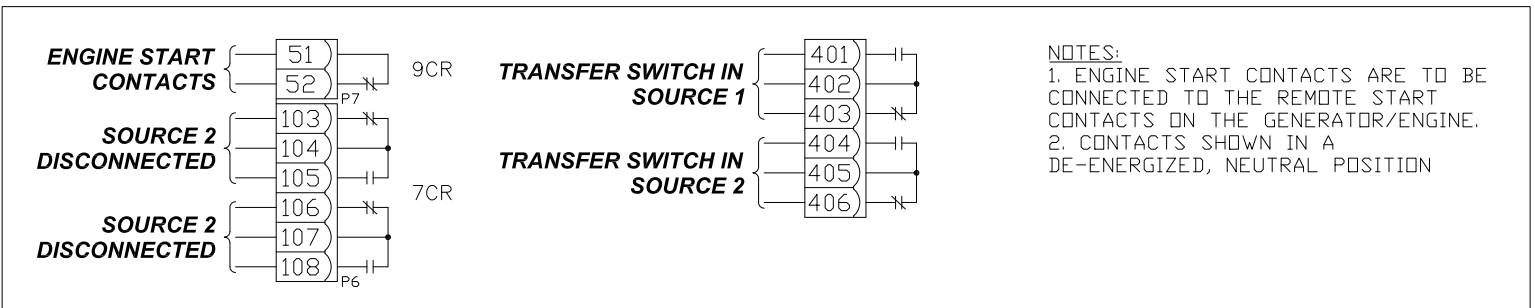 ENGINE START
CONTACTS
51
52
P7
9CR
SOURCE 2
DISCONNECTED
103
104
105
7CR
SOURCE 2
DISCONNECTED
106
107
108
P6
TRANSFER SWITCH IN
SOURCE 1
401
402
403
TRANSFER SWITCH IN
SOURCE 2
404
405
406
NOTES:
1. ENGINE START CONTACTS ARE TO BE
CONNECTED TO THE REMOTE START
CONTACTS ON THE GENERATOR/ENGINE.
2. CONTACTS SHOWN IN A
DE-ENERGIZED, NEUTRAL POSITION